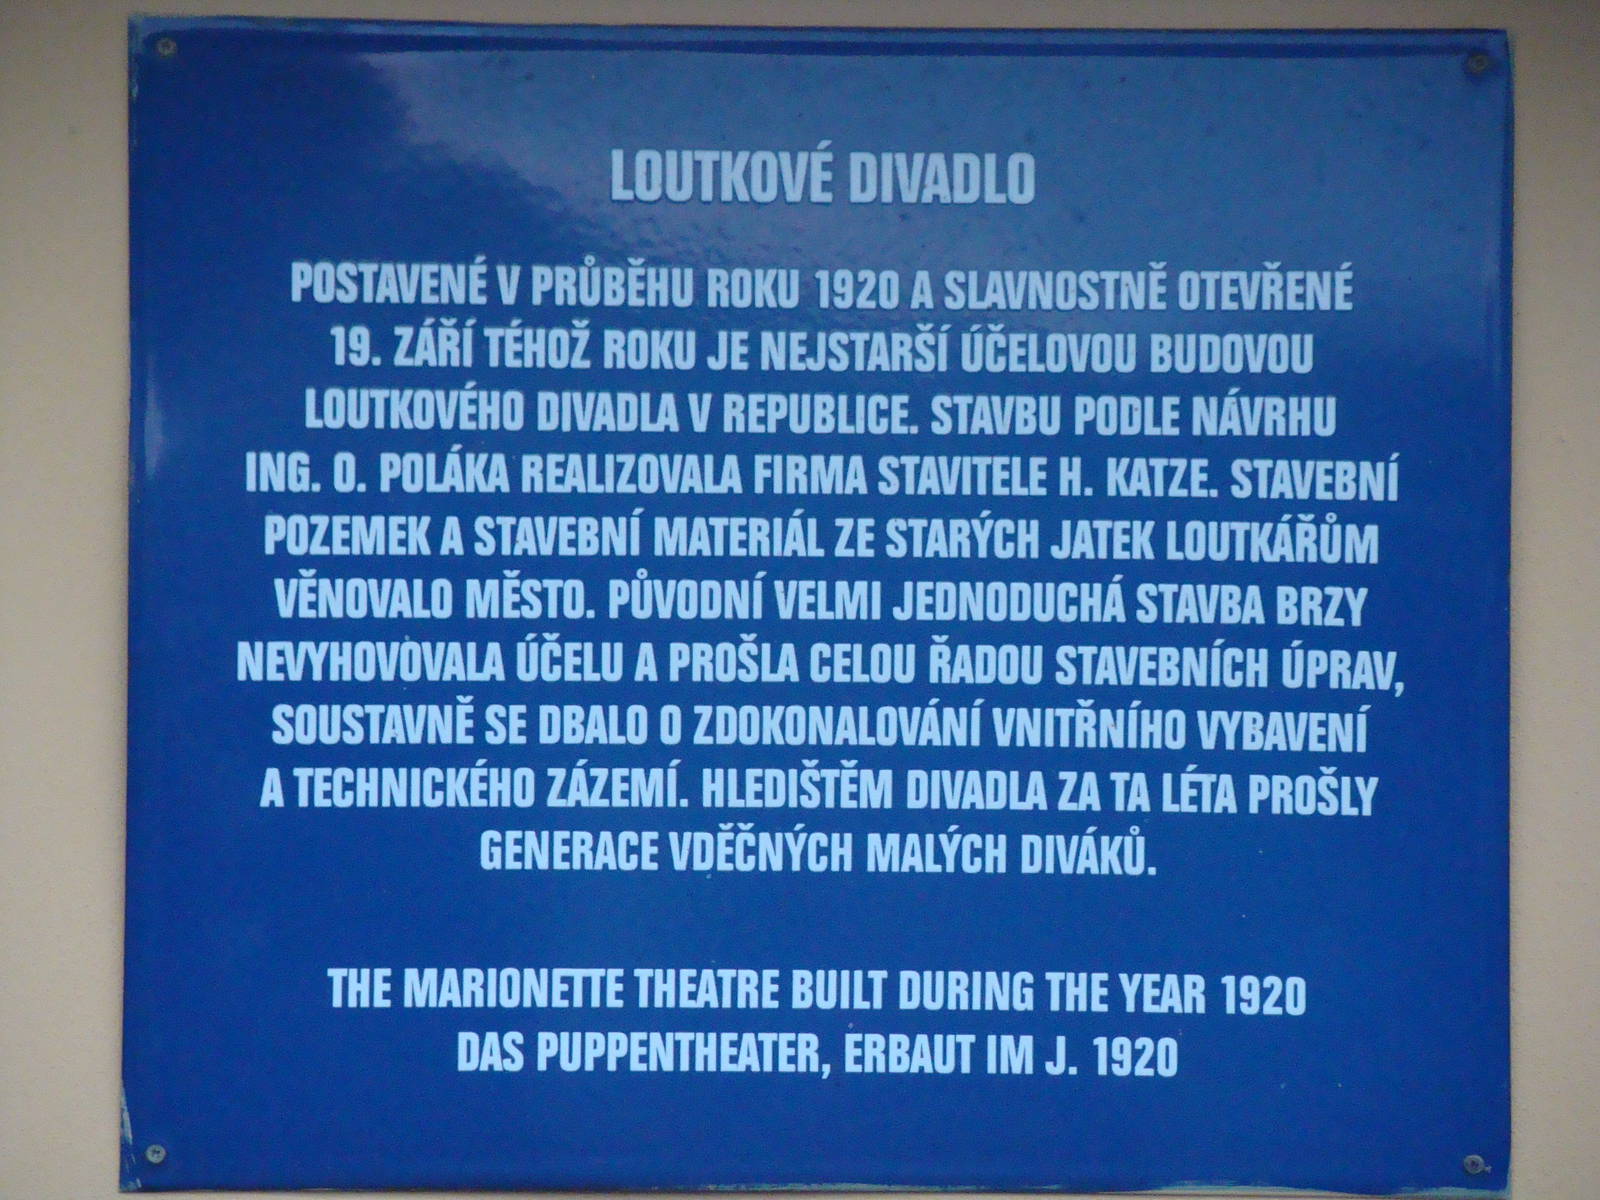 LOUTKOVÉ DIVADLO
POSTAVENÉ V PRŮBĚHU ROKU 1920 A SLAVNOSTNĚ OTEVŘENÉ
19. ZÁŘÍ TÉHOŽ ROKU JE NEJSTARŠÍ ÚČELOVOU BUDOVOU
LOUTKOVÉHO DIVADLA V REPUBLICE. STAVBU PODLE NÁVRHU
ING. O. POLÁKA REALIZOVALA FIRMA STAVITELE H. KATZE. STAVEBNÍ
POZEMEK A STAVEBNÍ MATERIÁL ZE STARÝCH JATEK LOUTKÁŘŮM
VĚNOVALO MĚSTO. PŮVODNÍ VELMI JEDNODUCHÁ STAVBA BRZY
NEVYHOVOVALA ÚČELU A PROŠLA CELOU ŘADOU STAVEBNÍCH ÚPRAV,
SOUSTAVNĚ SE DBALO O ZDOKONALOVÁNÍ VNITŘNÍHO VYBAVENÍ
A TECHNICKÉHO ZÁZEMÍ. HLEDIŠTĚM DIVADLA ZA TA LÉTA PROŠLY
GENERACE VDĚČNÝCH MALÝCH DIVÁKŮ.
THE MARIONETTE THEATRE BUILT DURING THE YEAR 1920
DAS PUPPENTHEATER, ERBAUT IM J. 1920